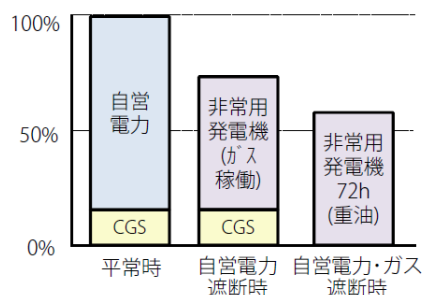 100%
50%
0%
自営
電力
CGS
非常用
発電機
(ガス
稼働)
CGS
非常用
発電機
72h
(重油)
平常時
自営電力
遮断時
自営電力・ガス
遮断時